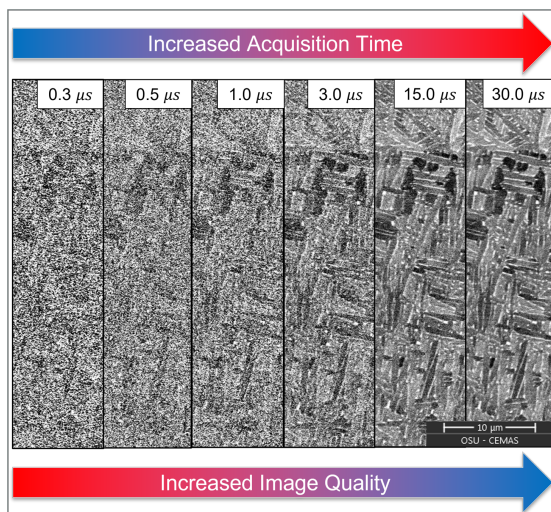 Increased Acquisition Time
0.3 μs
0.5 μs
1.0 μs
3.0 μs
15.0 μs
30.0 μs
10 μm
OSU - CEMAS
Increased Image Quality